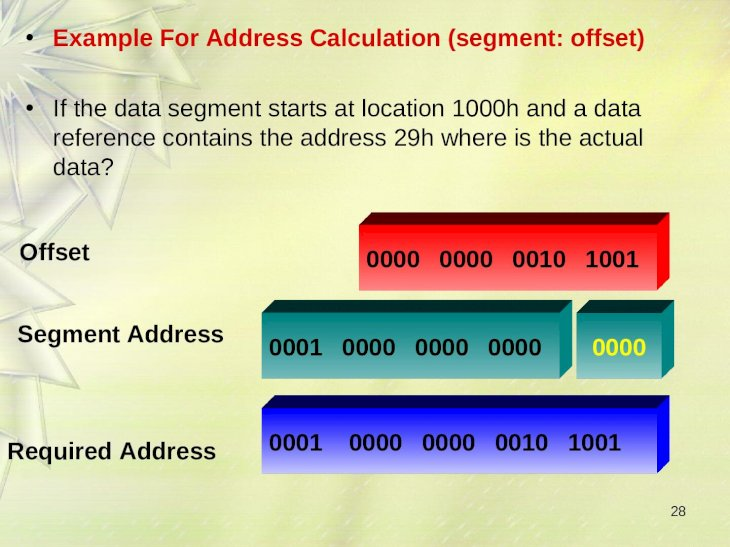 • Example For Address Calculation (segment: offset)
• If the data segment starts at location 1000h and a data
reference contains the address 29h where is the actual
data?
Offset
0000 0000 0010 1001
Segment Address
0001 0000 0000 0000 0000
Required Address
0001 0000 0000 0010 1001
28